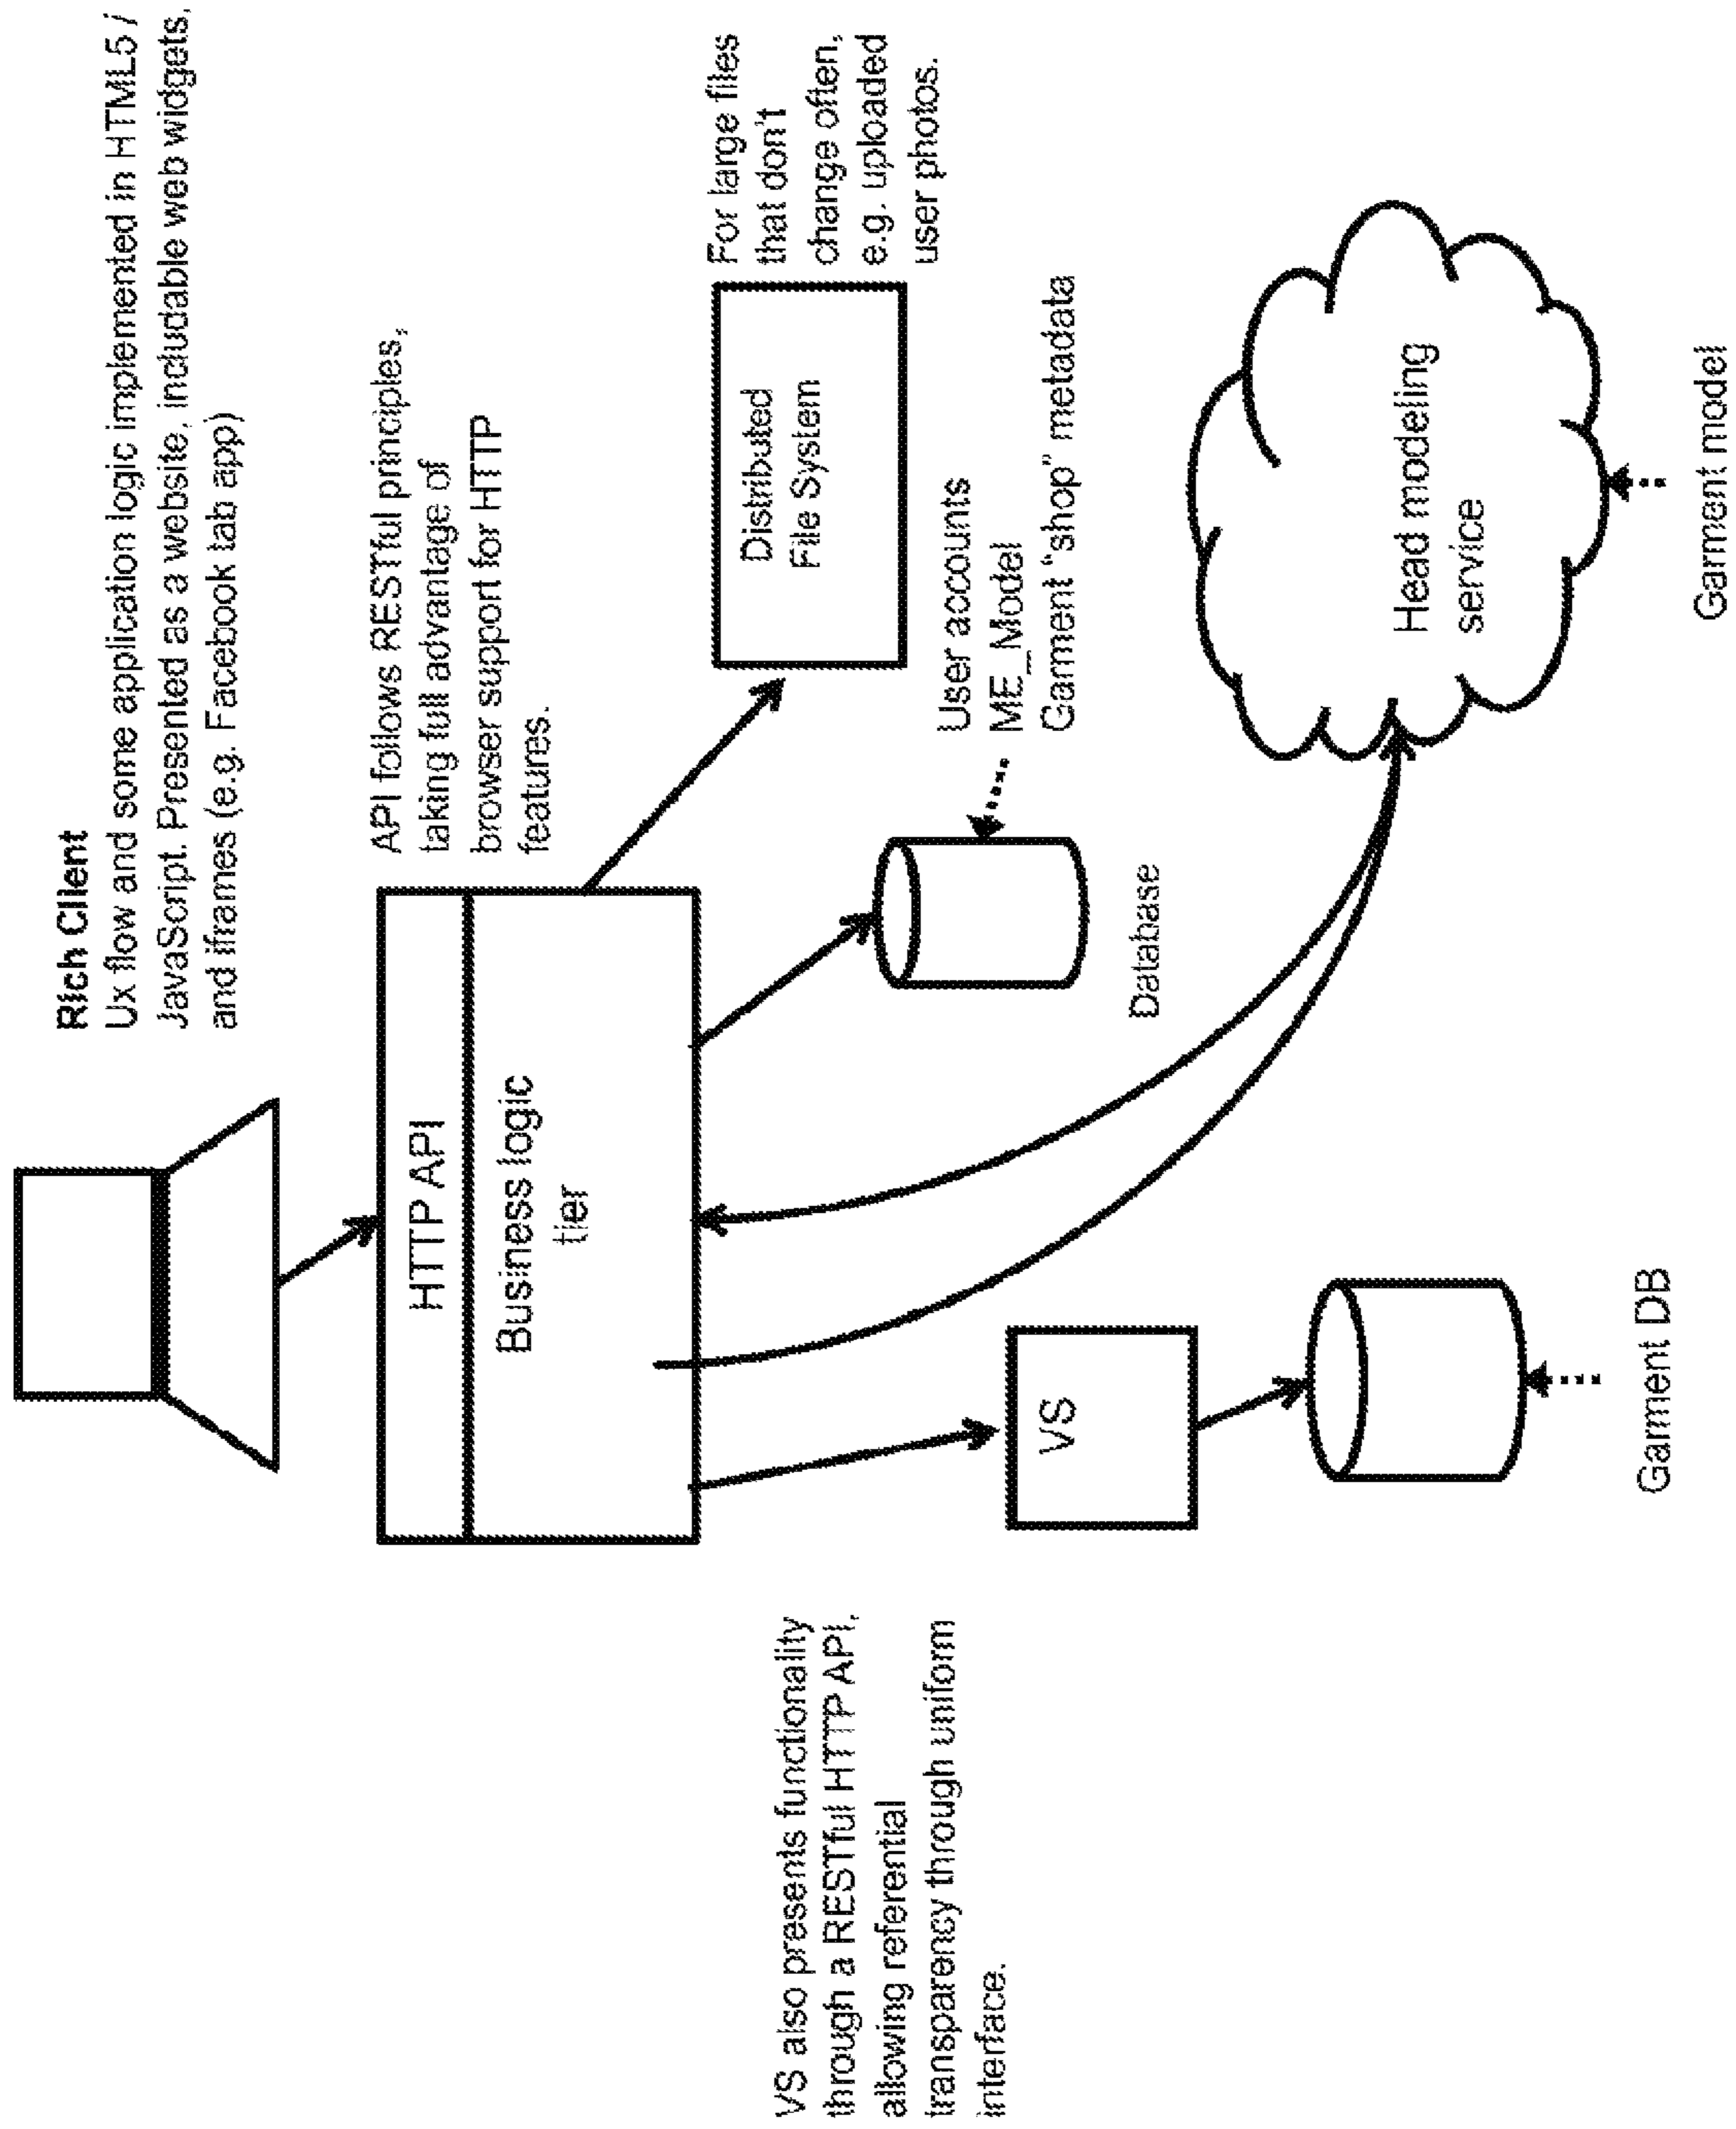 Rich Client
Ux flow and some application logic implemented in HTML5 /
JavaScript. Presented as a website, includable web widgets,
and iframes (e.g. Facebook tab app)
HTTP API
Business logic
tier
API follows RESTful principles,
taking full advantage of
browser support for HTTP
features.
Distributed
File System
For large files
that don't
change often,
e.g. uploaded
user photos.
VS also presents functionality
through a RESTful HTTP API,
allowing referential
transparency through uniform
interface.
VS
Database
User accounts
ME_Model
Garment “shop” metadata
Head modeling
service
Garment DB
Garment model